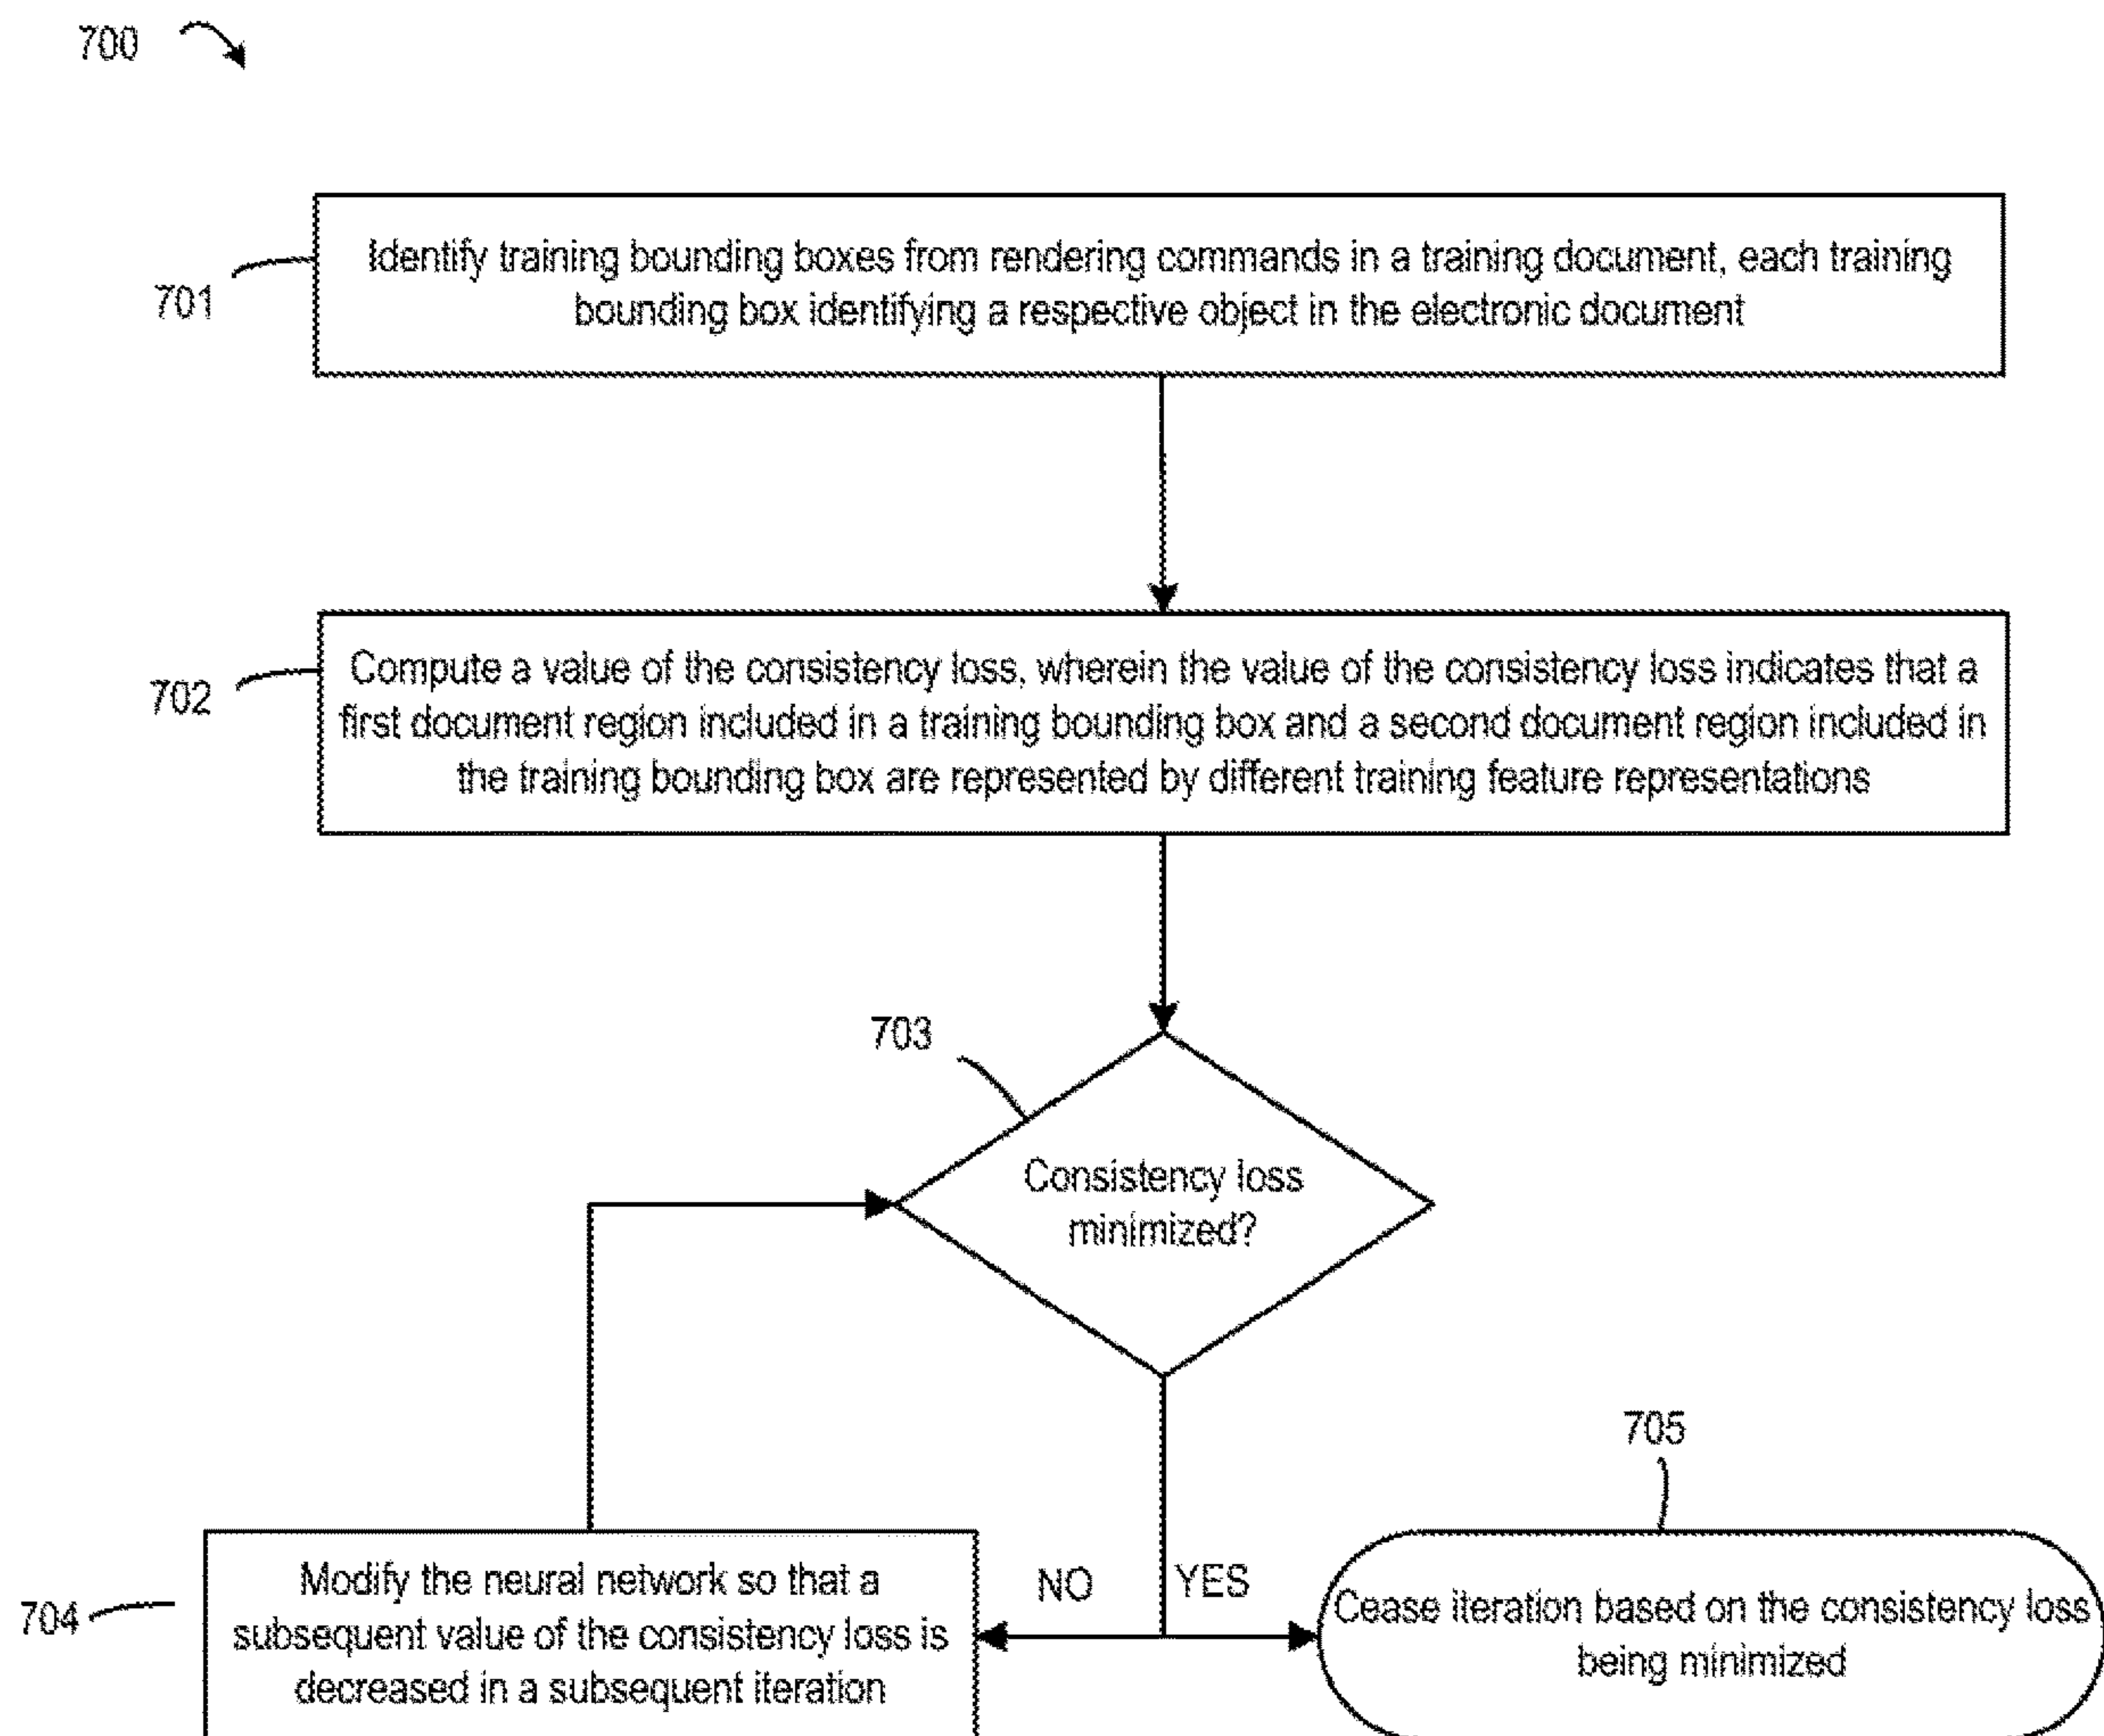 700
701
Identify training bounding boxes from rendering commands in a training document, each training
bounding box identifying a respective object in the electronic document
702
Compute a value of the consistency loss, wherein the value of the consistency loss indicates that a
first document region included in a training bounding box and a second document region included in
the training bounding box are represented by different training feature representations
703
Consistency loss
minimized?
704
Modify the neural network so that a
subsequent value of the consistency loss is
decreased in a subsequent iteration
NO
YES
705
Cease iteration based on the consistency loss
being minimized